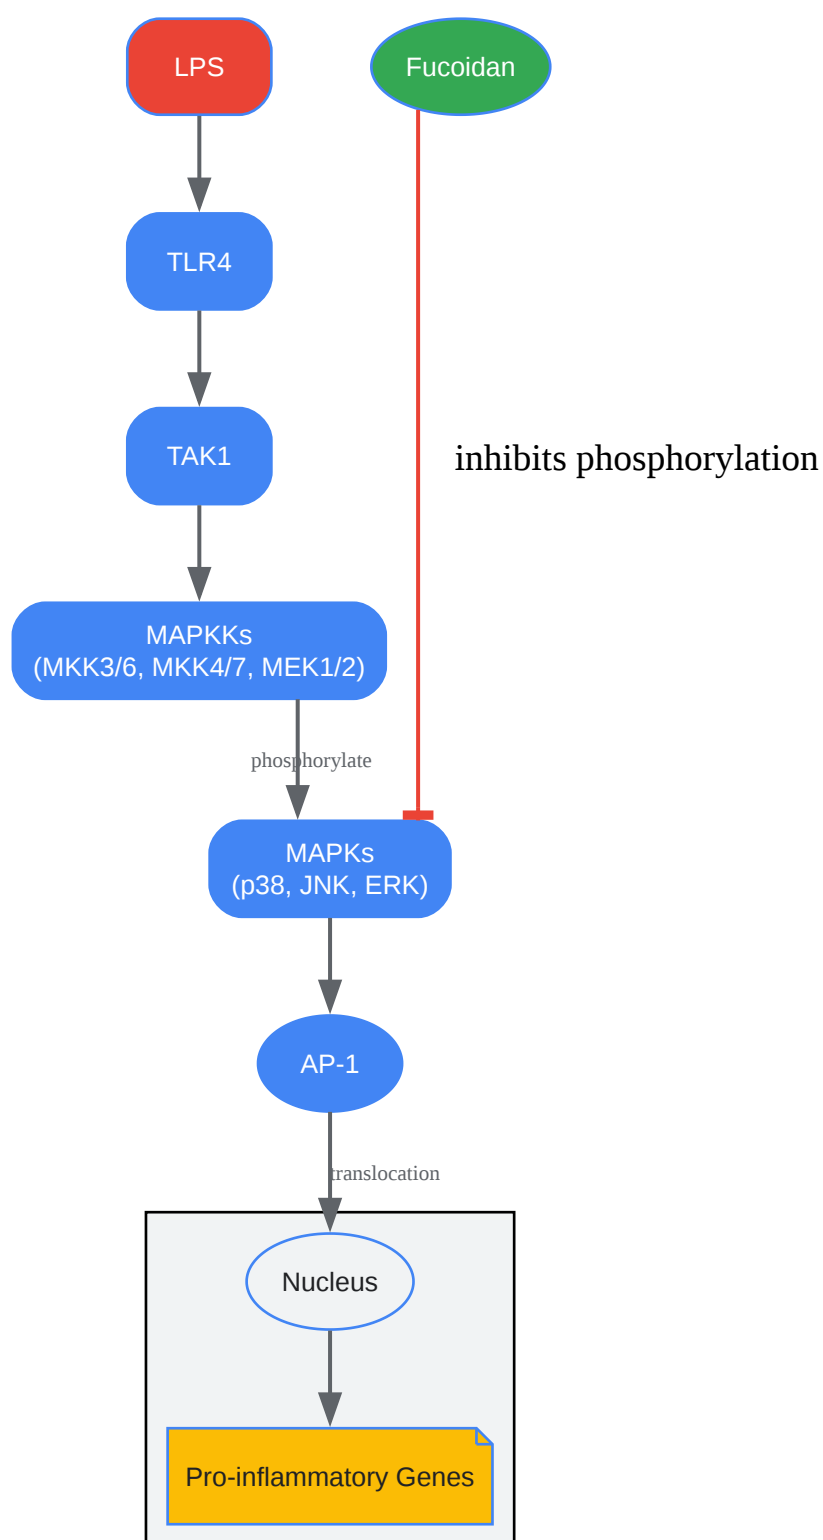 LPS
Fucoidan
TLR4
TAK1
inhibits phosphorylation
MAPKKs
(MKK3/6, MKK4/7, MEK1/2)
phosphorylate
MAPKs
(p38, JNK, ERK)
AP-1
translocation
Nucleus
Pro-inflammatory Genes